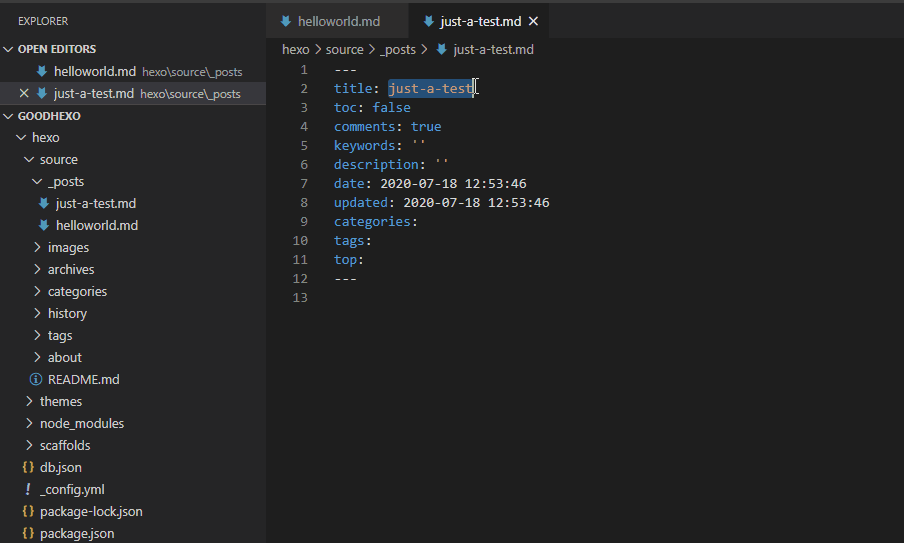 EXPLORER
OPEN EDITORS
helloworld.md hexo\source\_posts
just-a-test.md hexo\source\_posts
GOODHEXO
hexo
source
_posts
just-a-test.md
helloworld.md
images
archives
categories
history
tags
about
README.md
themes
node_modules
scaffolds
{} db.json
! _config.yml
{} package-lock.json
{} package.json
helloworld.md just-a-test.md
hexo > source > _posts > just-a-test.md
1 ---
2 title: just-a-test
3 toc: false
4 comments: true
5 keywords: ''
6 description: ''
7 date: 2020-07-18 12:53:46
8 updated: 2020-07-18 12:53:46
9 categories:
10 tags:
11 top:
12 ---
13